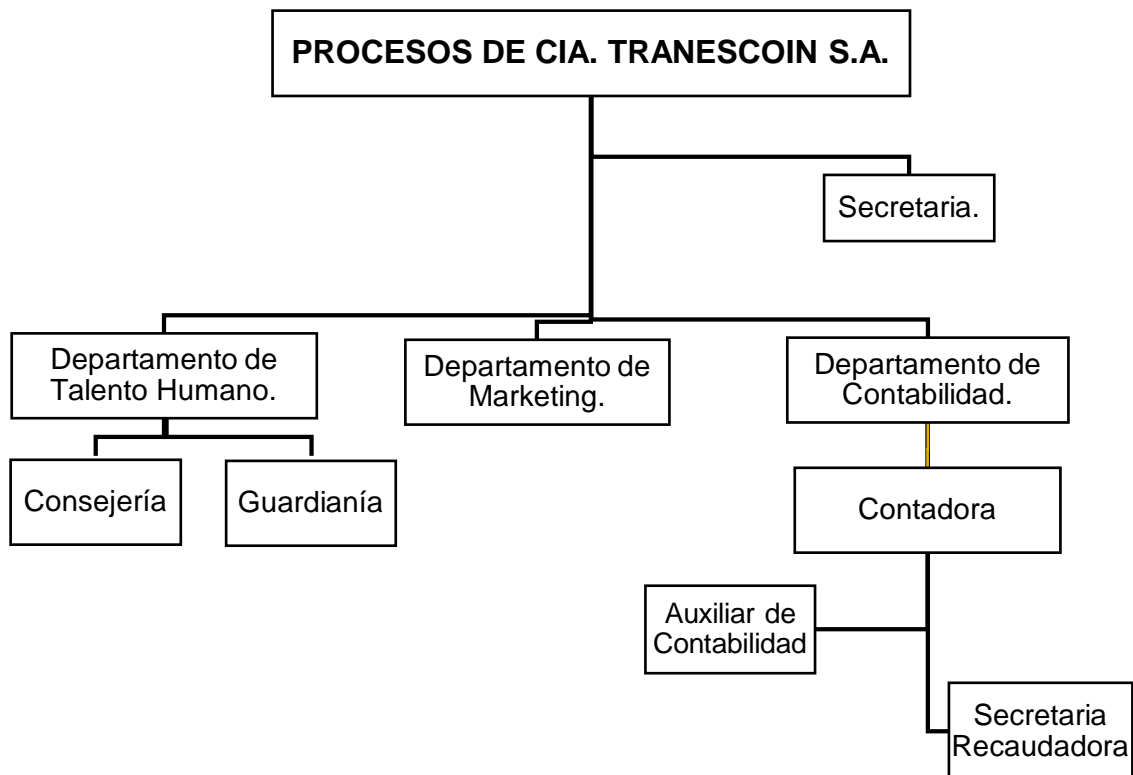 PROCESOS DE CIA. TRANESCOIN S.A.
Secretaria.
Departamento de
Talento Humano.
Departamento de
Marketing.
Departamento de
Contabilidad.
Consejería
Guardianía
Contadora
Auxiliar de
Contabilidad
Secretaria
Recaudadora